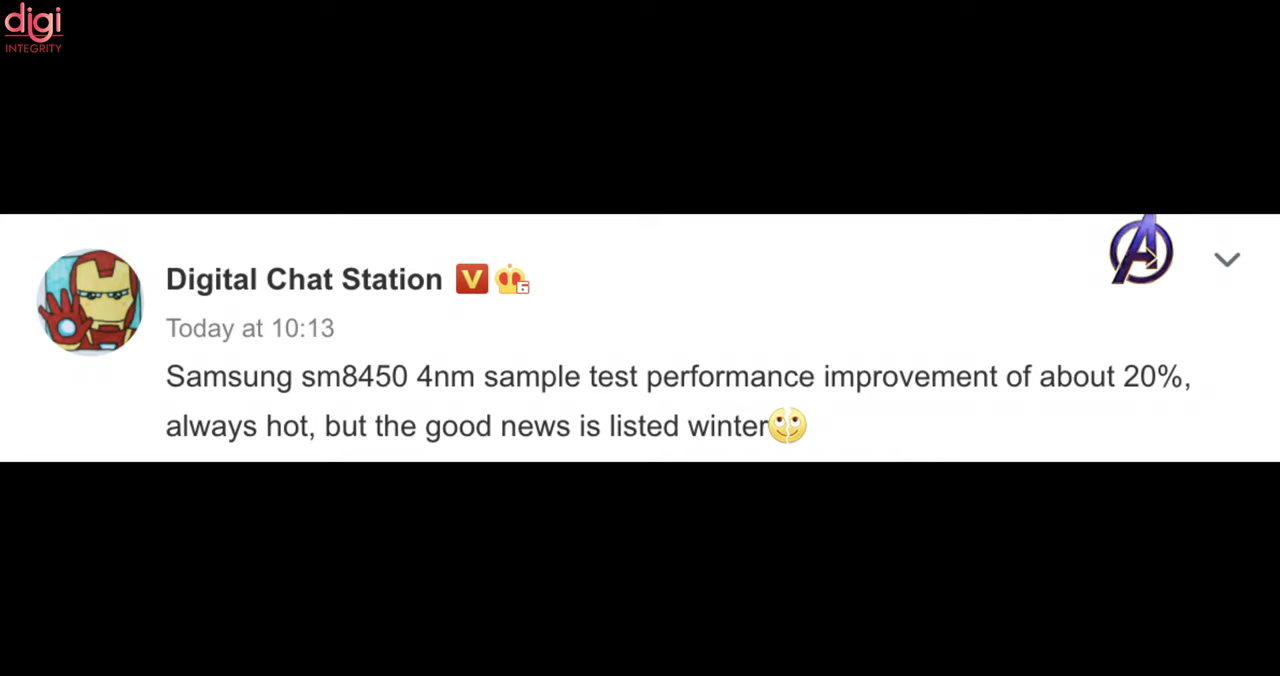 digi
INTEGRITY
Digital Chat Station
Today at 10:13
Samsung sm8450 4nm sample test performance improvement of about 20%,
always hot, but the good news is listed winter